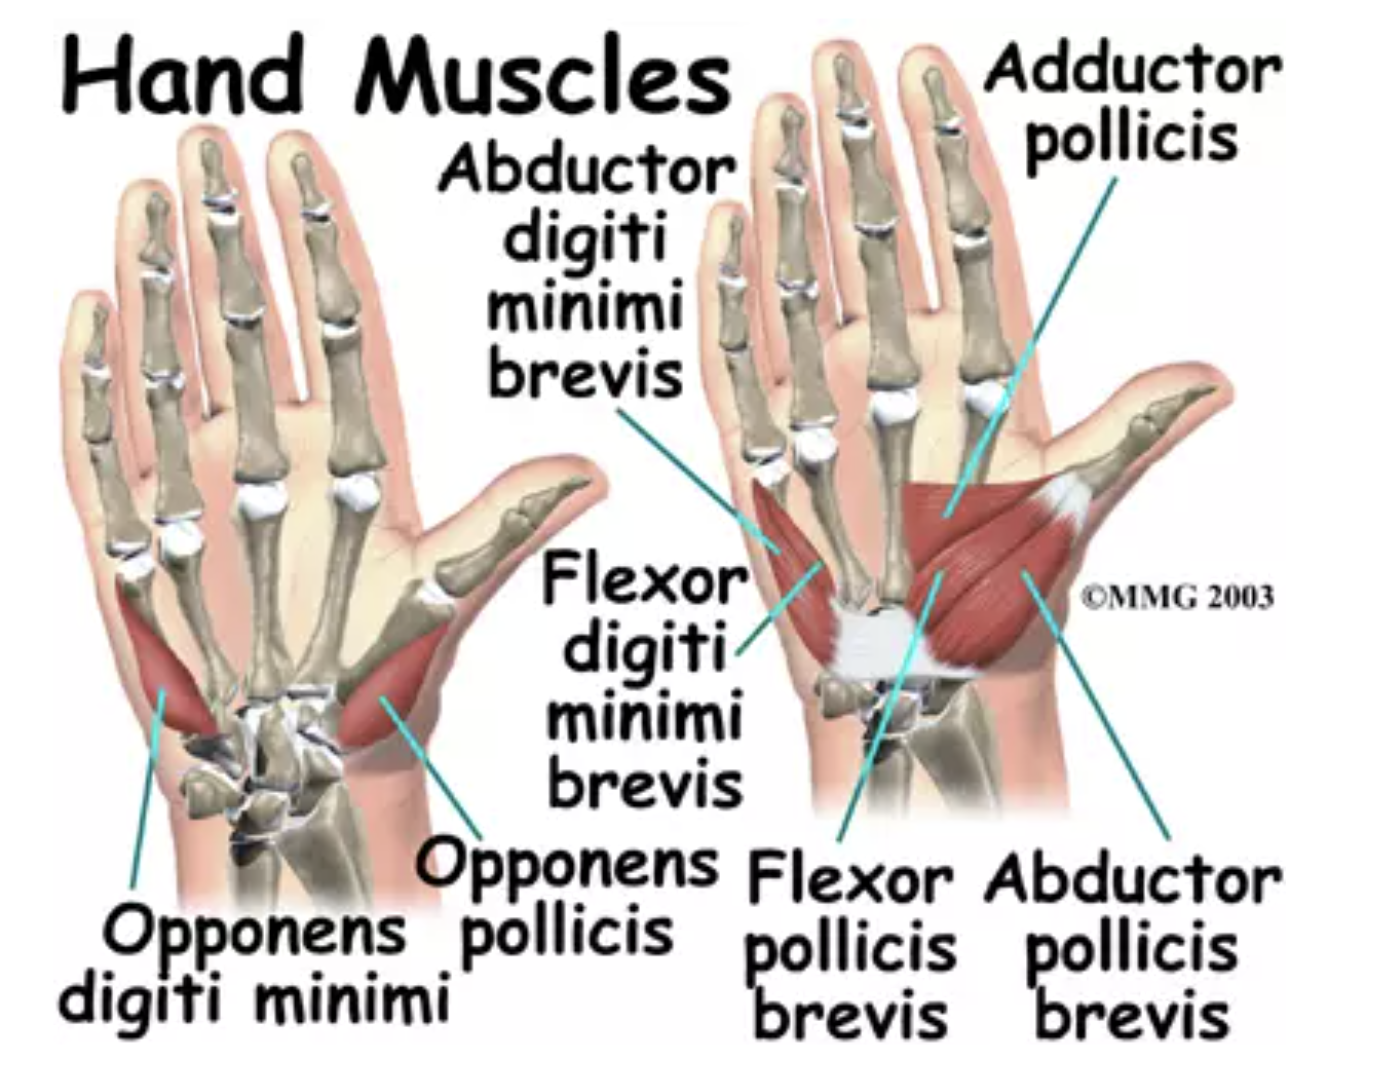 Hand Muscles
Adductor
pollicis
Abductor
digiti
minimi
brevis
Flexor
digiti
minimi
brevis
©MMG 2003
Opponens
pollicis
Opponens
digiti minimi
Flexor
pollicis
brevis
Abductor
pollicis
brevis